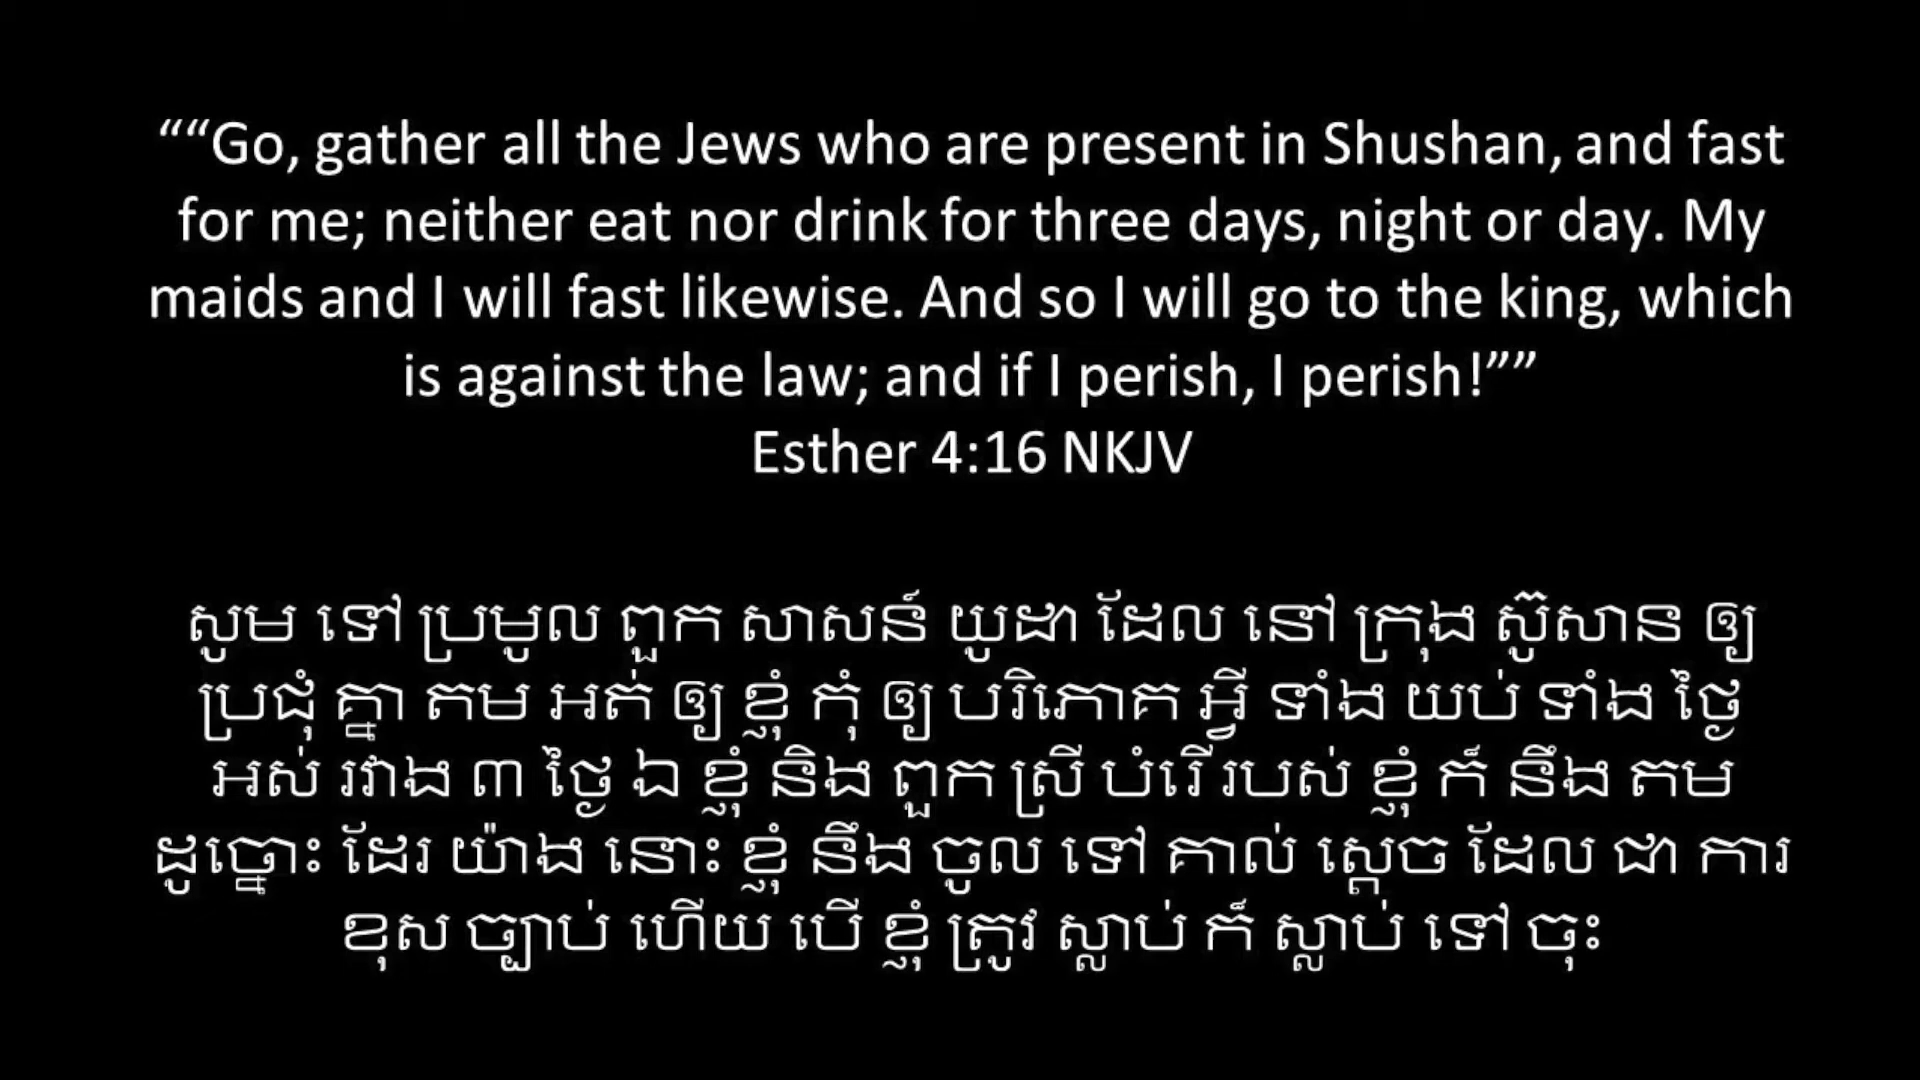 ““Go, gather all the Jews who are present in Shushan, and fast
for me; neither eat nor drink for three days, night or day. My
maids and I will fast likewise. And so I will go to the king, which
is against the law; and if I perish, I perish!””
Esther 4:16 NKJV
សូម ទៅ ប្រមូល ពួក សាសន៍ យូដា ដែល នៅ ក្រុង ស៊ូសាន ឲ្យ
ប្រជុំ គ្នា តម អត់ ឲ្យ ខ្ញុំ កុំ ឲ្យ បរិភោគ អ្វី ទាំង យប់ ទាំង ថ្ងៃ
អស់ រវាង ៣ ថ្ងៃ ឯ ខ្ញុំ និង ពួក ស្រី បំរើ របស់ ខ្ញុំ ក៏ នឹង តម
ដូច្នោះ ដែរ យ៉ាង នោះ ខ្ញុំ នឹង ចូល ទៅ គាល់ ស្តេច ដែល ជា ការ
ខុស ច្បាប់ ហើយ បើ ខ្ញុំ ត្រូវ ស្លាប់ ក៏ ស្លាប់ ទៅ ចុះ